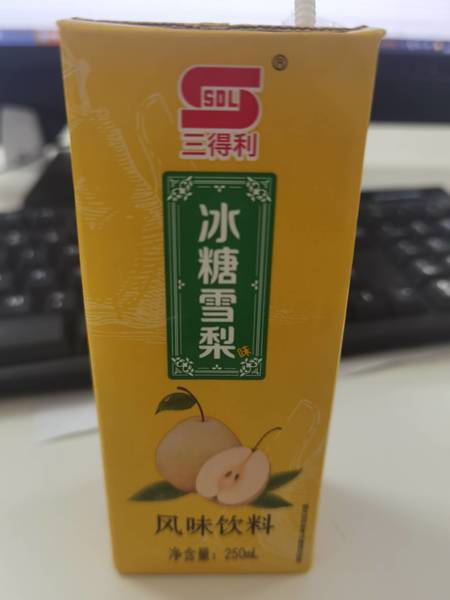 SDL
®
三得利
冰糖雪梨
味
风味饮料
净含量：250mL